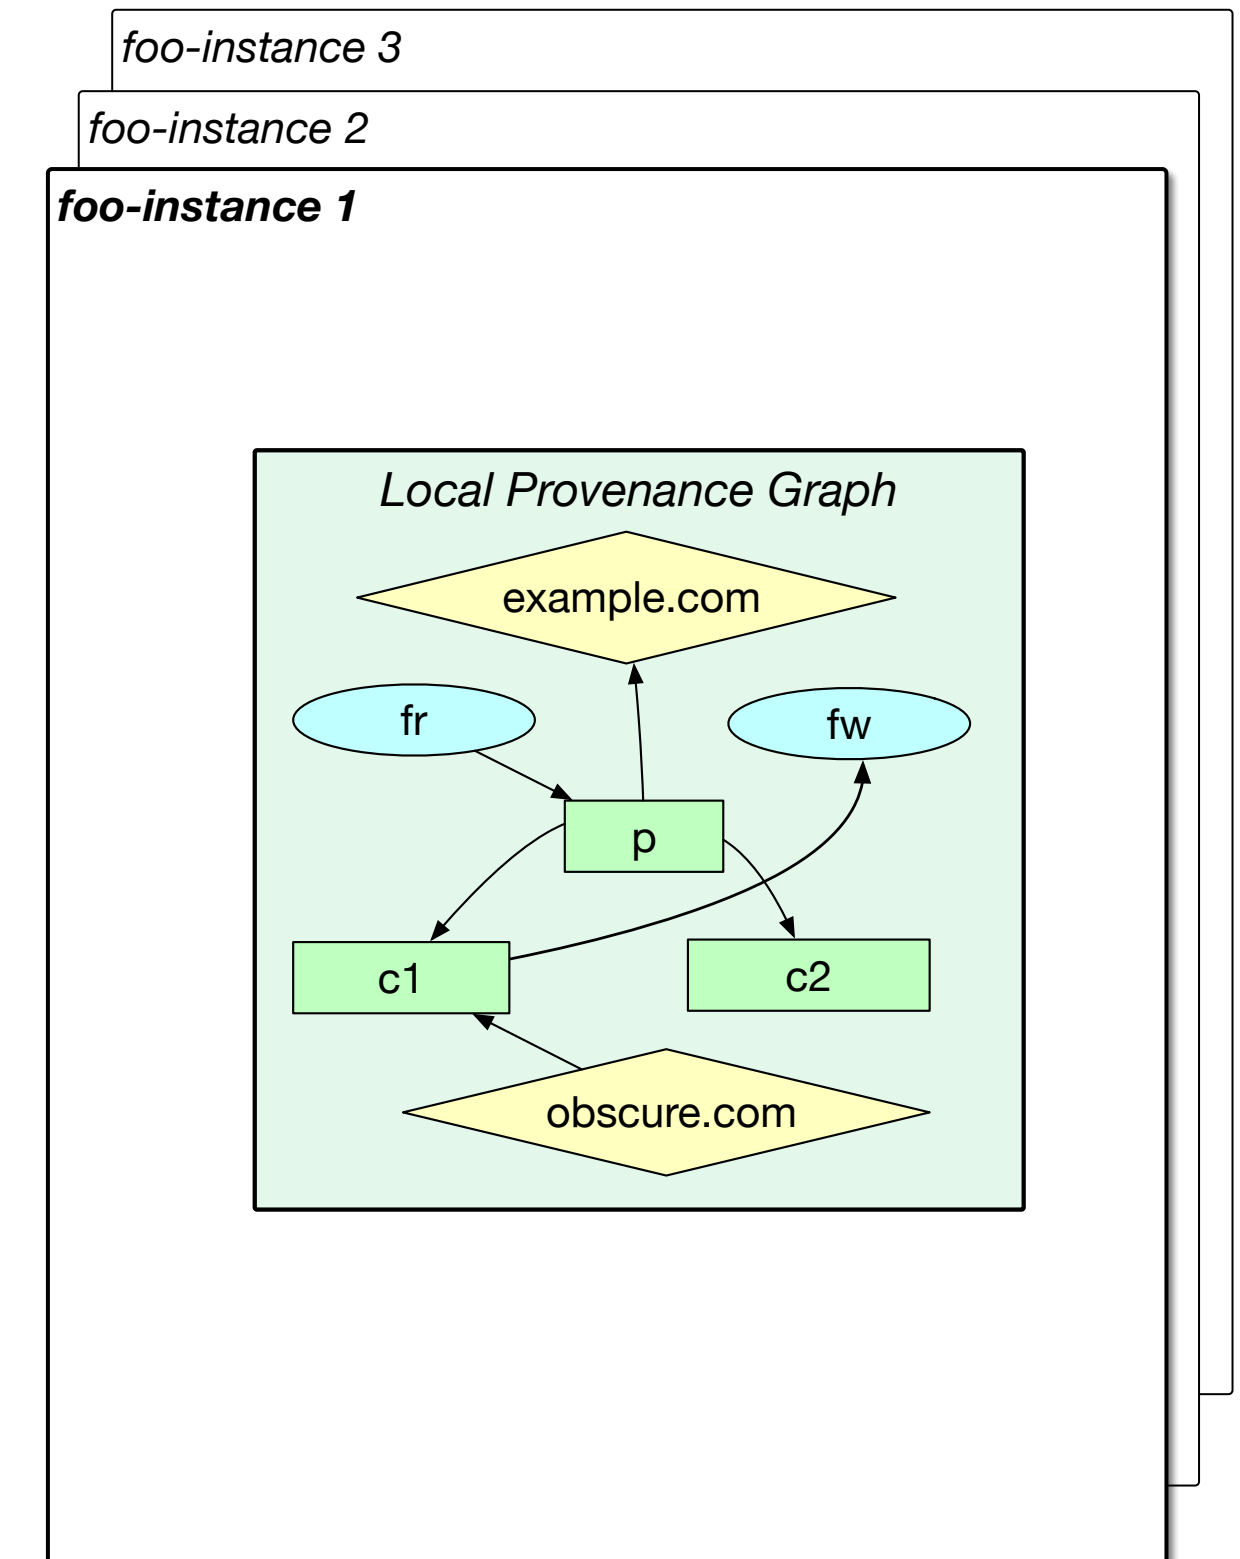 foo-instance 3
foo-instance 2
foo-instance 1
Local Provenance Graph
example.com
fr
fw
p
c1
c2
obscure.com